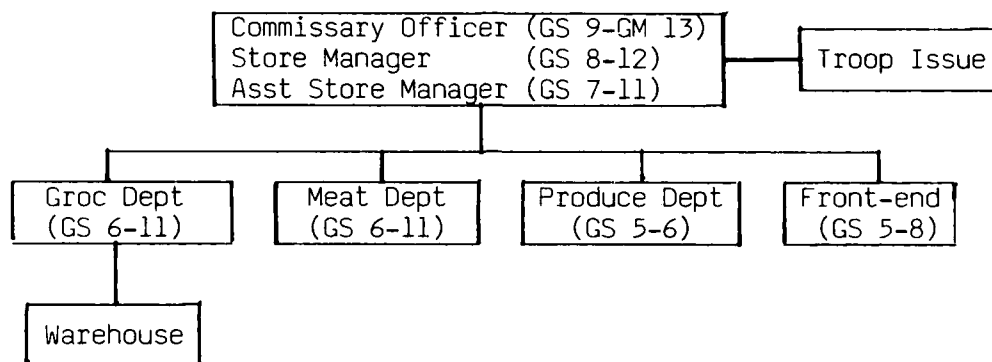 Commissary Officer (GS 9-GM 13)
Store Manager (GS 8-12)
Asst Store Manager (GS 7-11)
Troop Issue
Groc Dept
(GS 6-11)
Meat Dept
(GS 6-11)
Produce Dept
(GS 5-6)
Front-end
(GS 5-8)
Warehouse